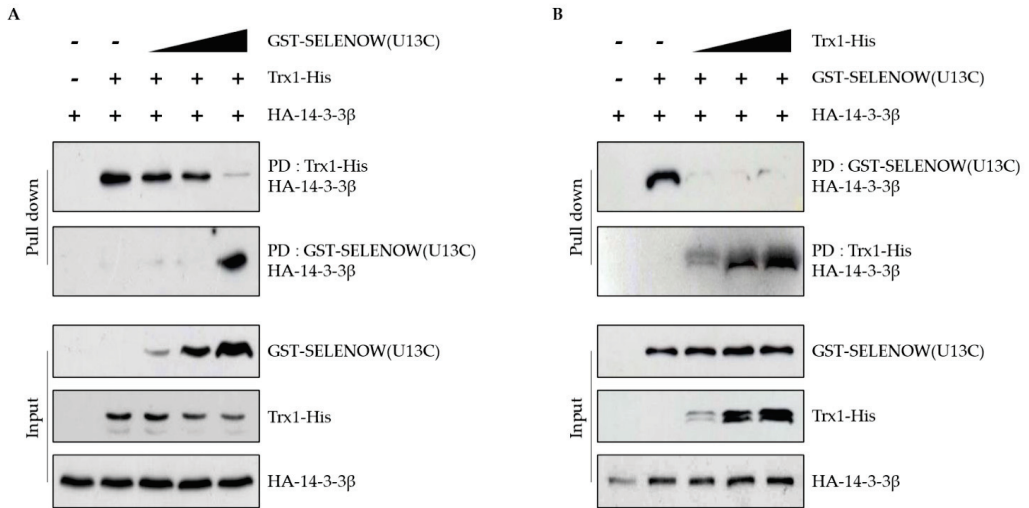 A
- - GST-SELENOW(U13C)
- + + + + Trx1-His
+ + + + + HA-14-3-3β
Pull down
PD : Trx1-His
HA-14-3-3β
PD : GST-SELENOW(U13C)
HA-14-3-3β
Input
GST-SELENOW(U13C)
Trx1-His
HA-14-3-3β
B
- - Trx1-His
- + + + + GST-SELENOW(U13C)
+ + + + + HA-14-3-3β
Pull down
PD : GST-SELENOW(U13C)
HA-14-3-3β
PD : Trx1-His
HA-14-3-3β
Input
GST-SELENOW(U13C)
Trx1-His
HA-14-3-3β